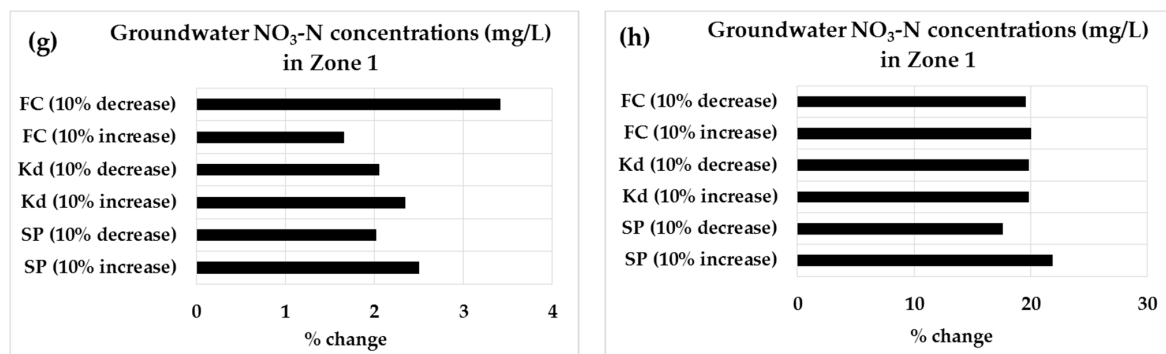 (g)
Groundwater NO₃-N concentrations (mg/L)
in Zone 1
FC (10% decrease)
FC (10% increase)
Kd (10% decrease)
Kd (10% increase)
SP (10% decrease)
SP (10% increase)
0 1 2 3 4
% change
(h)
Groundwater NO₃-N concentrations (mg/L)
in Zone 1
FC (10% decrease)
FC (10% increase)
Kd (10% decrease)
Kd (10% increase)
SP (10% decrease)
SP (10% increase)
0 10 20 30
% change